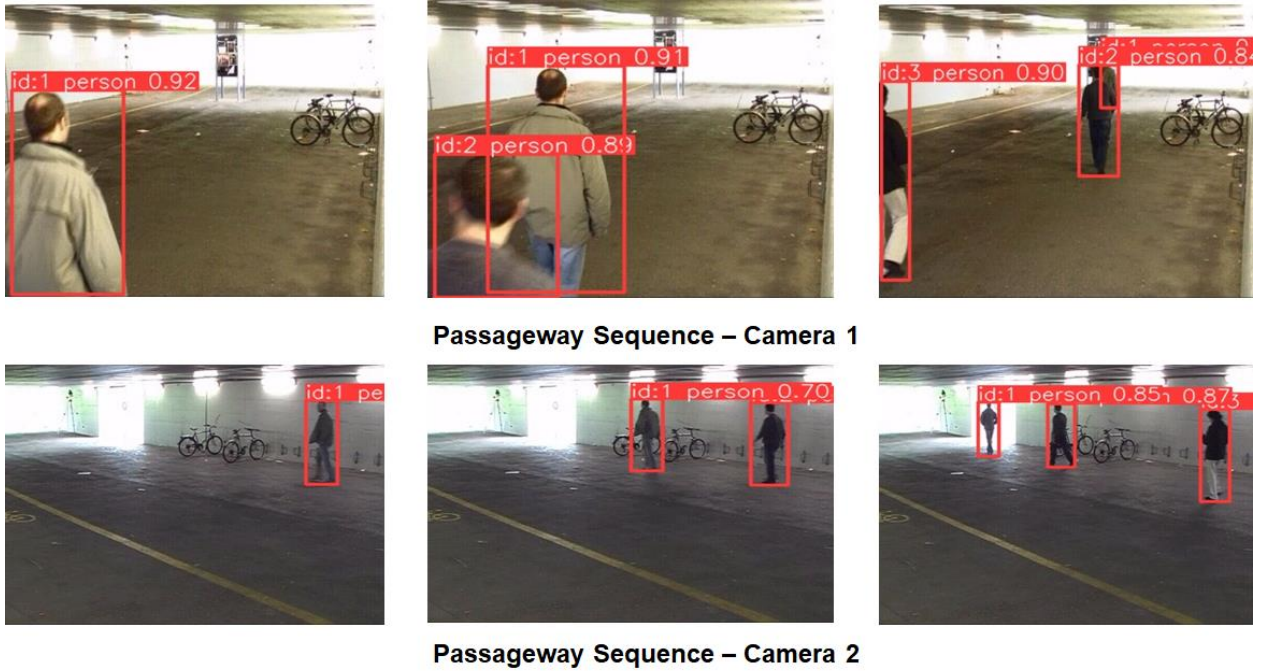 id:1 person 0.92
id:1 person 0.91
id:2 person 0.89
id:3 person 0.90
id:2 person 0.84
Passageway Sequence – Camera 1
id:1 pe
id:1 person 0.70
id:1 person 0.85
0.87
Passageway Sequence – Camera 2